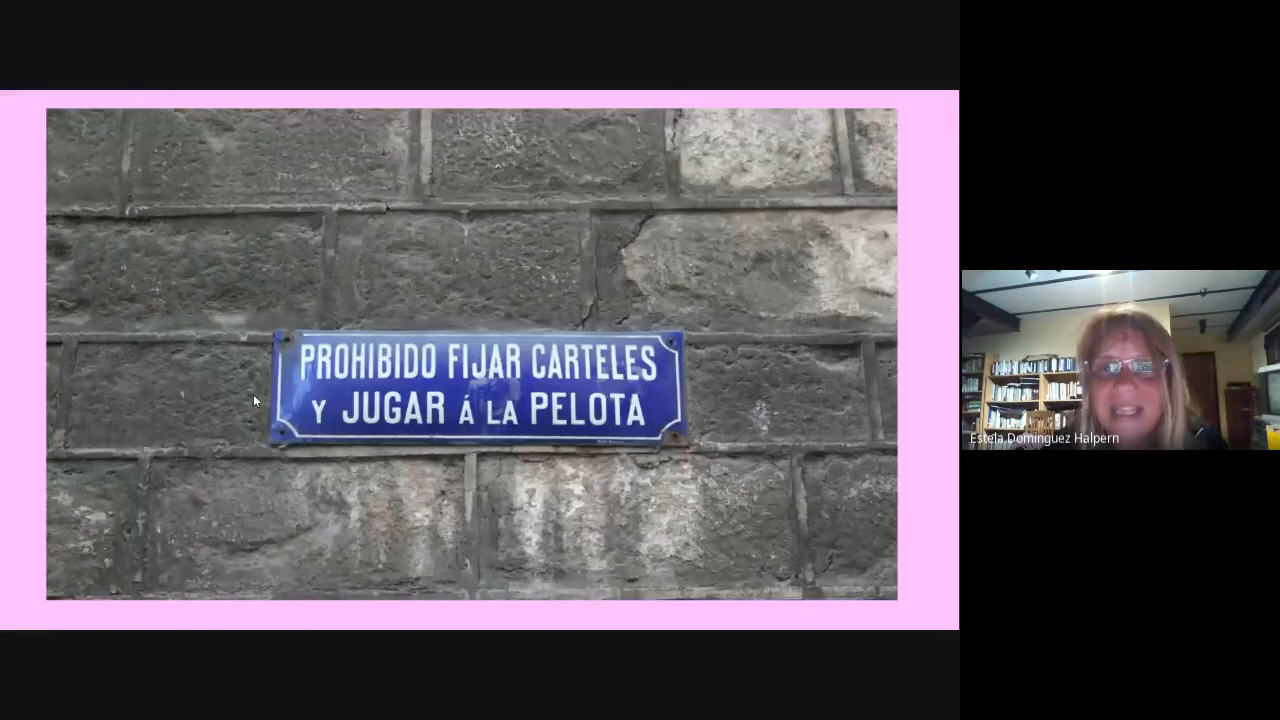 PROHIBIDO FIJAR CARTELES
Y JUGAR Á LA PELOTA
Estela Dominguez Halpern